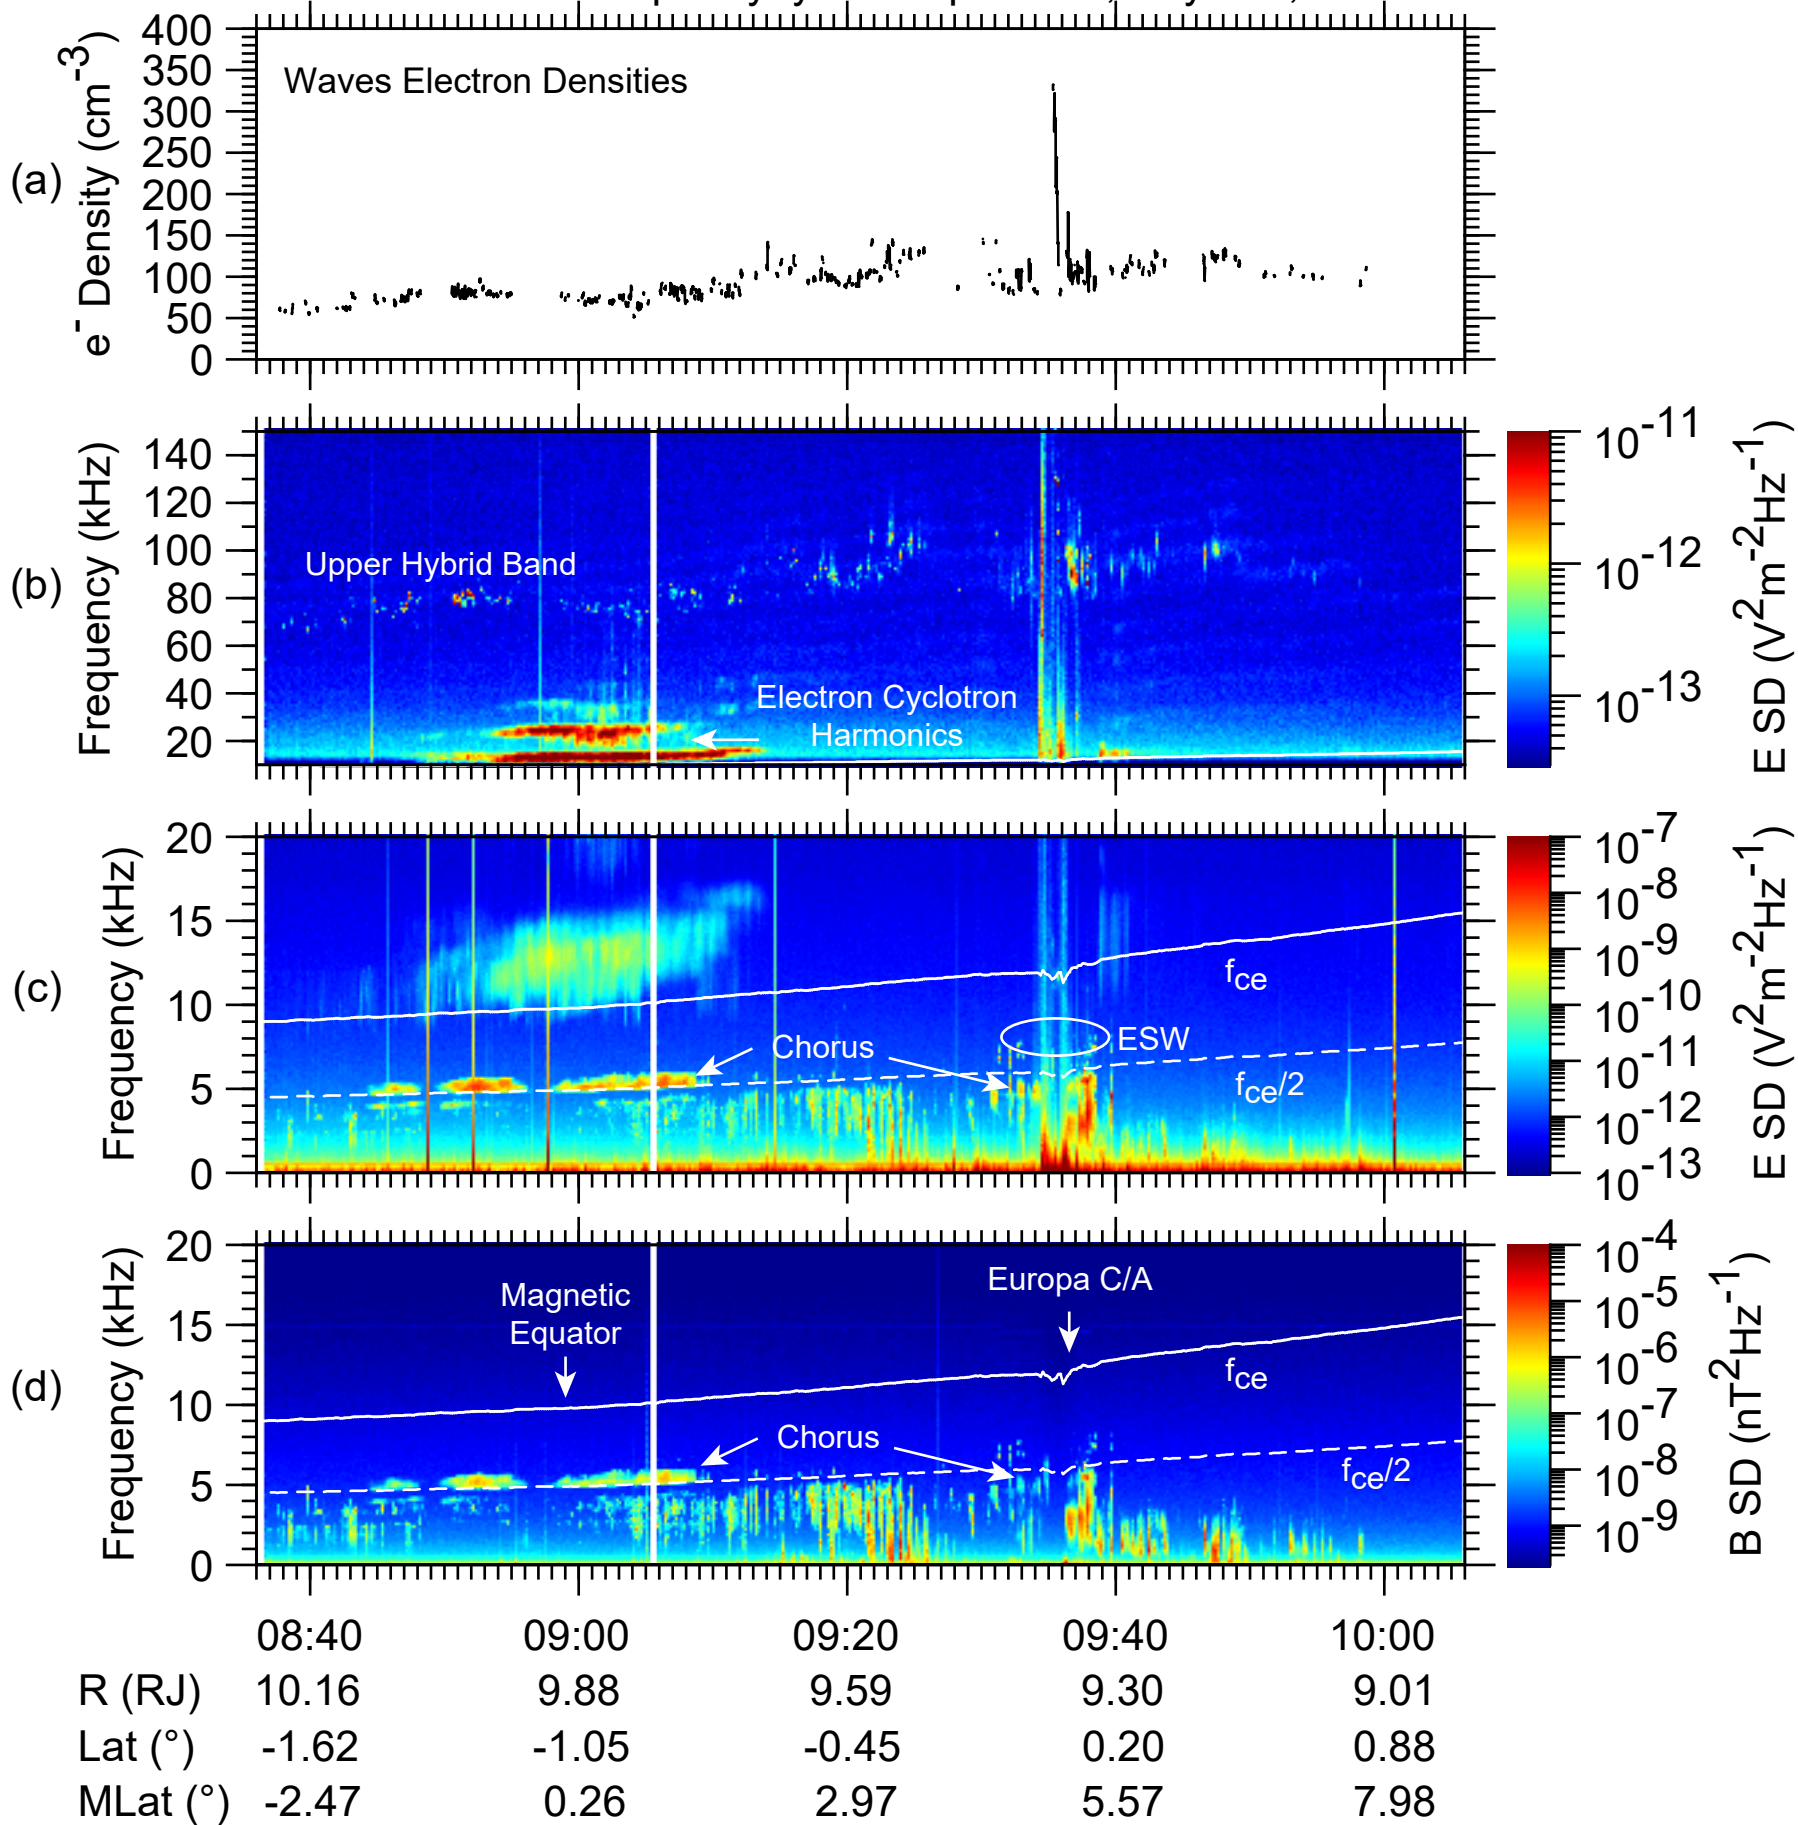 (a)
e⁻ Density (cm⁻³)
400
350
300
250
200
150
100
50
0
Waves Electron Densities
(b)
Frequency (kHz)
140
120
100
80
60
40
20
Upper Hybrid Band
Electron Cyclotron
Harmonics
10⁻¹¹
10⁻¹²
10⁻¹³
E SD (V²m⁻²Hz⁻¹)
(c)
Frequency (kHz)
20
15
10
5
0
fce
ESW
Chorus
fce/2
10⁻⁷
10⁻⁸
10⁻⁹
10⁻¹⁰
10⁻¹¹
10⁻¹²
10⁻¹³
E SD (V²m⁻²Hz⁻¹)
(d)
Frequency (kHz)
20
15
10
5
0
Magnetic
Equator
Europa C/A
fce
Chorus
fce/2
10⁻⁴
10⁻⁵
10⁻⁶
10⁻⁷
10⁻⁸
10⁻⁹
B SD (nT²Hz⁻¹)
08:40 09:00 09:20 09:40 10:00
R (RJ) 10.16 9.88 9.59 9.30 9.01
Lat (°) -1.62 -1.05 -0.45 0.20 0.88
MLat (°) -2.47 0.26 2.97 5.57 7.98